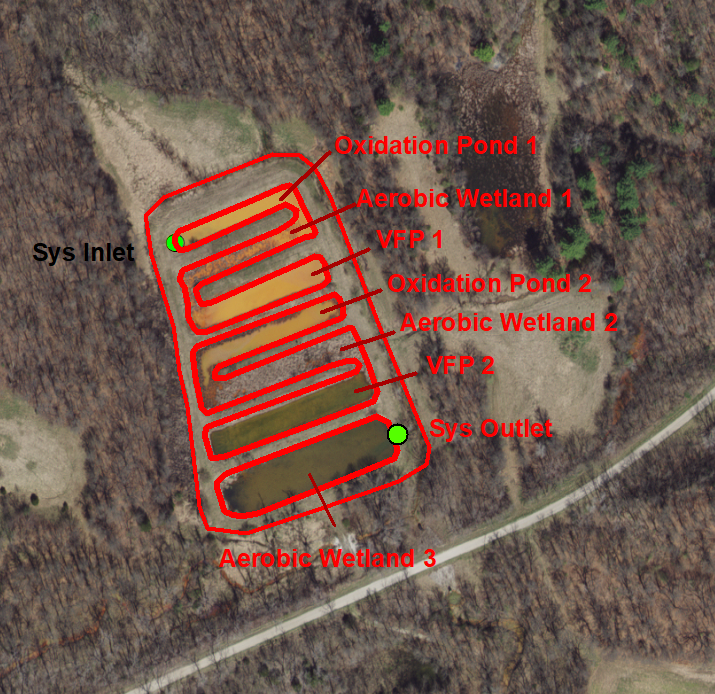 Oxidation Pond 1
Aerobic Wetland 1
VFP 1
Sys Inlet
Oxidation Pond 2
Aerobic Wetland 2
VFP 2
Sys Outlet
Aerobic Wetland 3